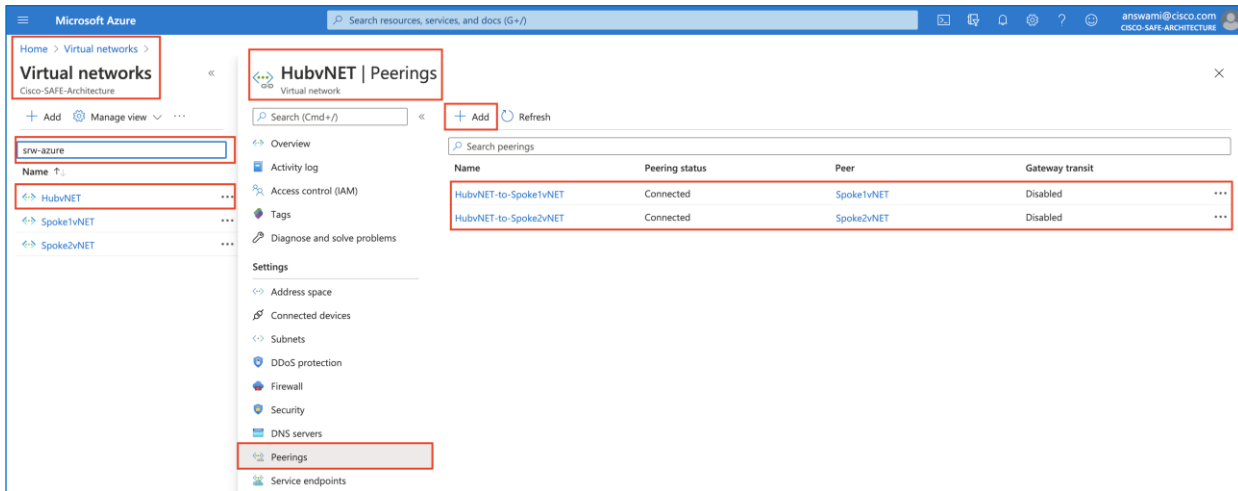 Microsoft Azure
Search resources, services, and docs (G+/)
answami@cisco.com
CISCO-SAFE-ARCHITECTURE
Home > Virtual networks >
Virtual networks
Cisco-SAFE-Architecture
+ Add Manage view ...
srw-azure
Name ↑↓
HubvNET ...
Spoke1vNET ...
Spoke2vNET ...
HubvNET | Peerings
Virtual network
Search (Cmd+/)
Overview
Activity log
Access control (IAM)
Tags
Diagnose and solve problems
Settings
Address space
Connected devices
Subnets
DDoS protection
Firewall
Security
DNS servers
Peerings
Service endpoints
+ Add Refresh
Search peerings
Name Peering status Peer Gateway transit
HubvNET-to-Spoke1vNET Connected Spoke1vNET Disabled ...
HubvNET-to-Spoke2vNET Connected Spoke2vNET Disabled ...